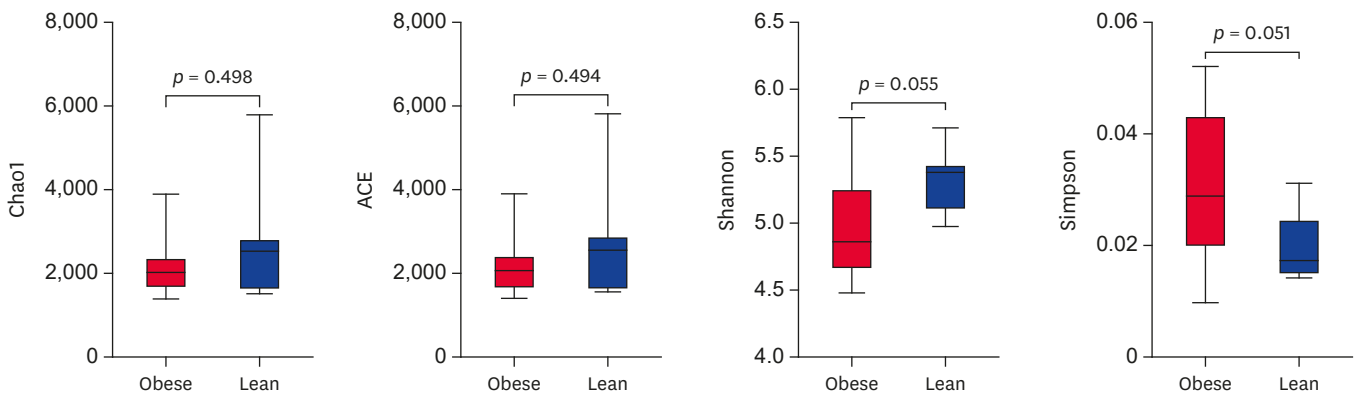 Chao1
8,000
6,000
4,000
2,000
0
p = 0.498
Obese
Lean
ACE
8,000
6,000
4,000
2,000
0
p = 0.494
Obese
Lean
Shannon
6.5
6.0
5.5
5.0
4.5
4.0
p = 0.055
Obese
Lean
Simpson
0.06
0.04
0.02
0
p = 0.051
Obese
Lean